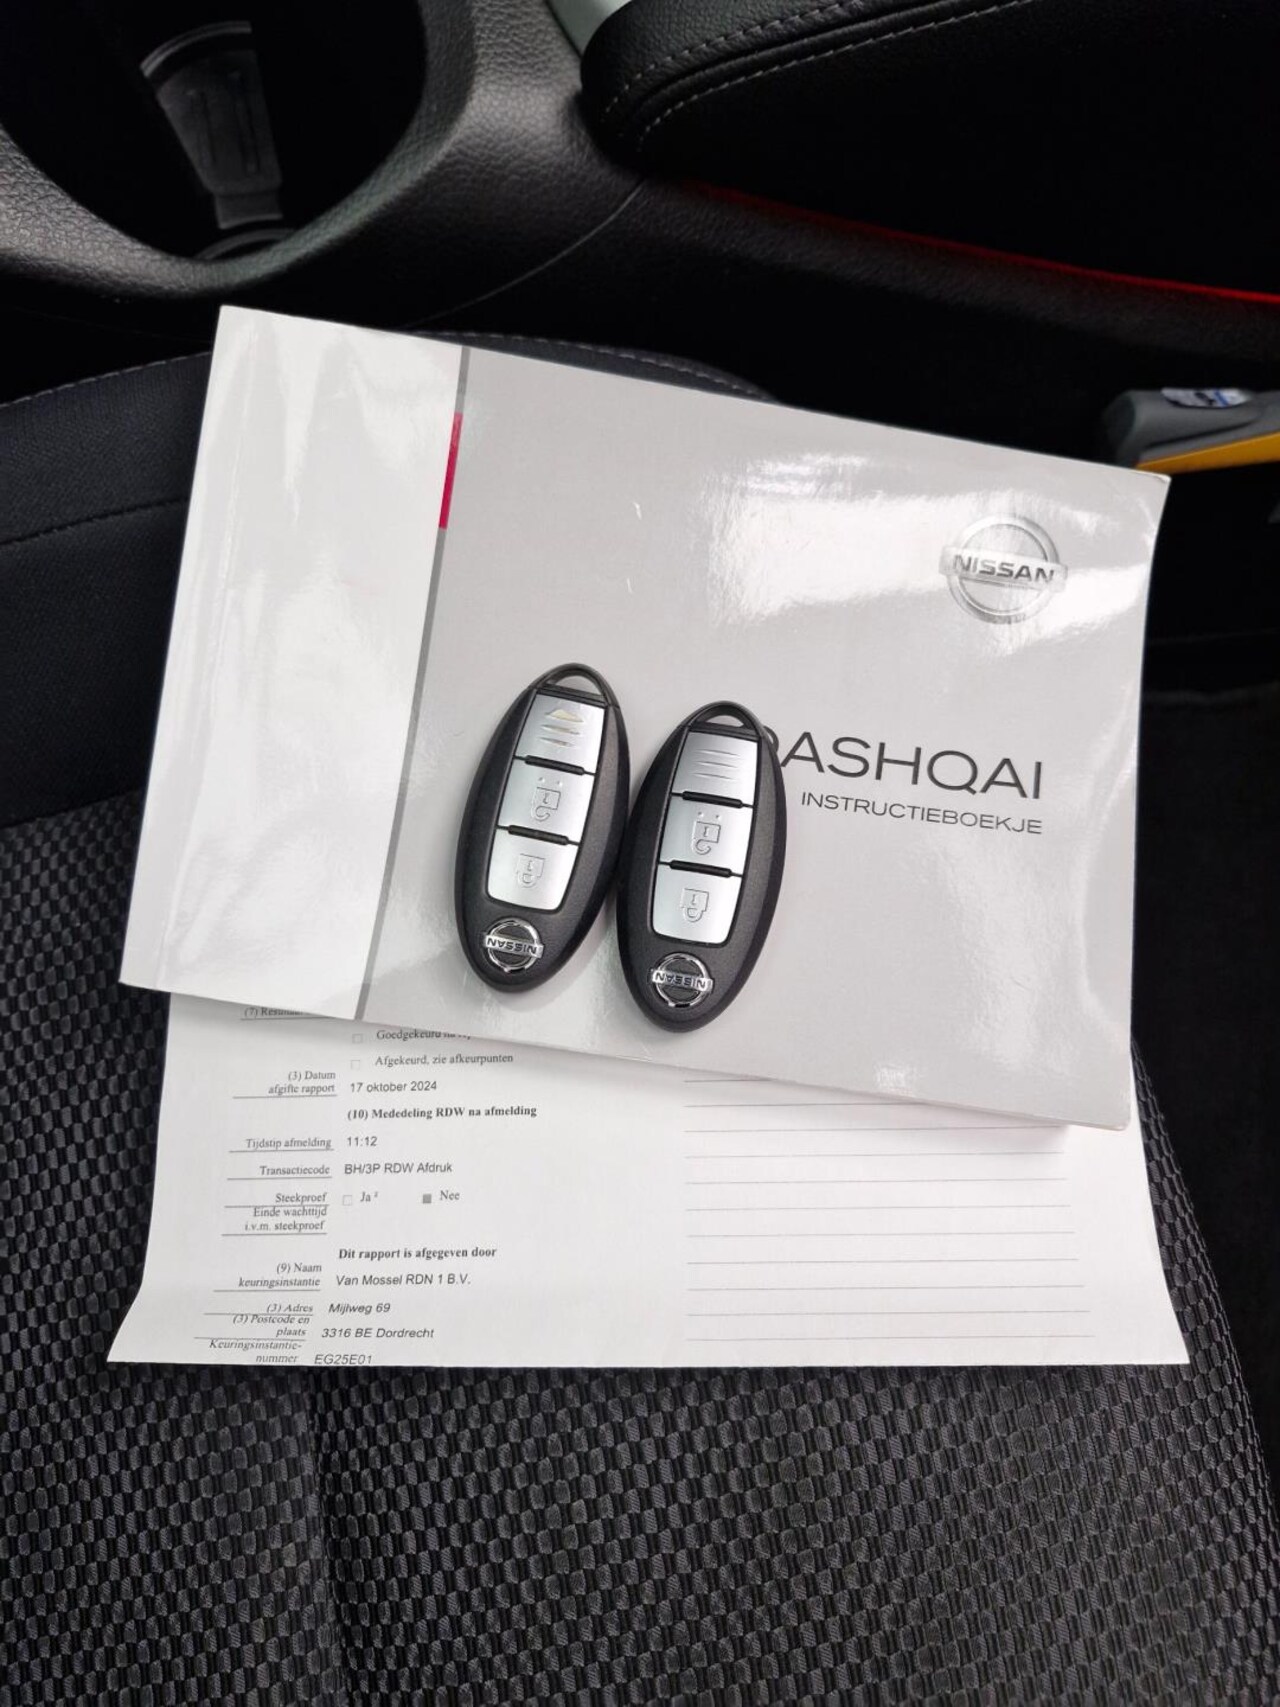 NISSAN
QASHQAI
INSTRUCTIEBOEKJE
NISSAN
NISSAN
Goedgekeurd na
Afgekeurd, zie afkeurpunten
(3) Datum
afgifte rapport 17 oktober 2024
(10) Mededeling RDW na afmelding
Tijdstip afmelding 11:12
Transactiecode BH/3P RDW Afdruk
Steekproef Ja ² Nee
Einde wachttijd
i.v.m. steekproef
Dit rapport is afgegeven door
(9) Naam
keuringsinstantie Van Mossel RDN 1 B.V.
(3) Adres Mijlweg 69
(3) Postcode en
plaats 3316 BE Dordrecht
Keuringsinstantie-
nummer EG25E01